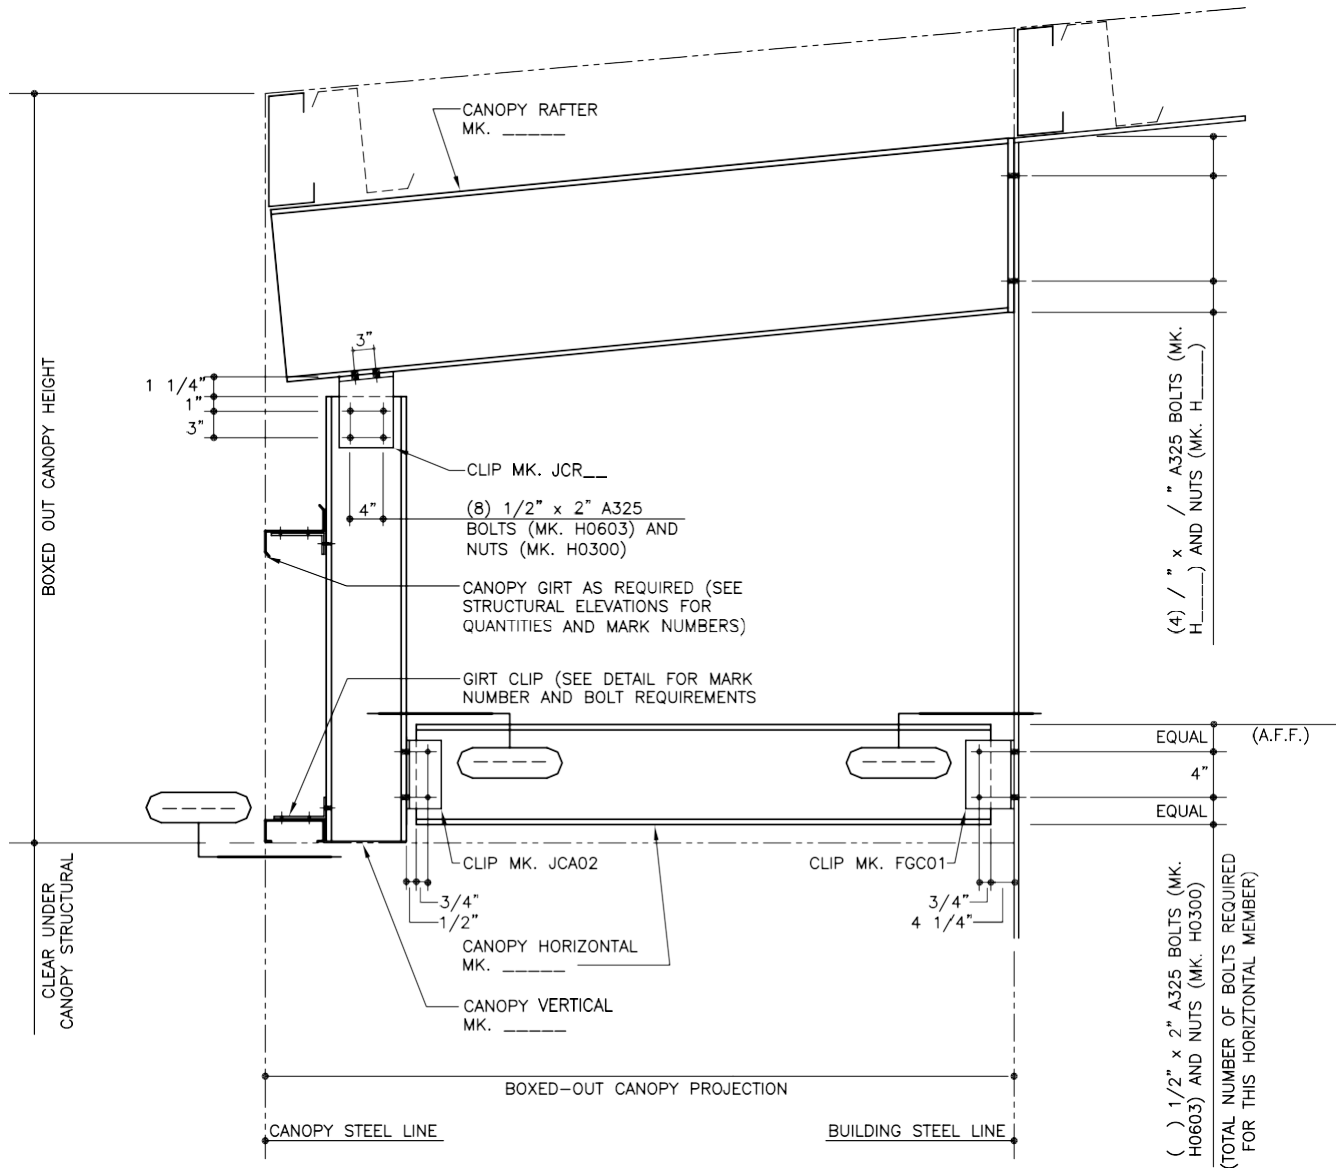 CANOPY RAFTER
MK. _____
3"
1 1/4"
1"
3"
BOXED OUT CANOPY HEIGHT
CLIP MK. JCR__
4"
(8) 1/2" x 2" A325
BOLTS (MK. H0603) AND
NUTS (MK. H0300)
CANOPY GIRT AS REQUIRED (SEE
STRUCTURAL ELEVATIONS FOR
QUANTITIES AND MARK NUMBERS)
(4) / " x / " A325 BOLTS (MK.
H____) AND NUTS (MK. H____)
GIRT CLIP (SEE DETAIL FOR MARK
NUMBER AND BOLT REQUIREMENTS
EQUAL
(A.F.F.)
4"
EQUAL
CLIP MK. JCA02
CLIP MK. FGC01
3/4"
1/2"
3/4"
4 1/4"
CLEAR UNDER
CANOPY STRUCTURAL
CANOPY HORIZONTAL
MK. _____
CANOPY VERTICAL
MK. _____
( ) 1/2" x 2" A325 BOLTS (MK.
H0603) AND NUTS (MK. H0300)
(TOTAL NUMBER OF BOLTS REQUIRED
FOR THIS HORIZTONTAL MEMBER)
BOXED-OUT CANOPY PROJECTION
CANOPY STEEL LINE
BUILDING STEEL LINE